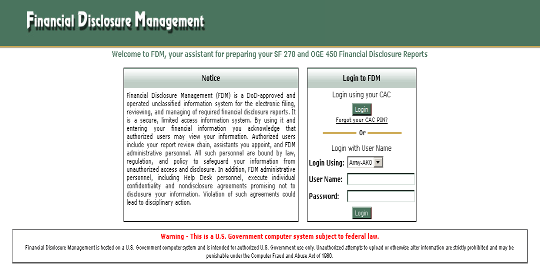 Financial Disclosure Management
Welcome to FDM, your assistant for preparing your SF 278 and OGE 450 Financial Disclosure Reports
Notice
Financial Disclosure Management (FDM) is a DoD-approved and
operated unclassified information system for the electronic filing,
reviewing, and managing of required financial disclosure reports. It
is a secure, limited access information system. By using it and
entering your financial information you acknowledge that
authorized users may view your information. Authorized users
include your report review chain, assistants you appoint, and FDM
administrative personnel. All such personnel are bound by law,
regulation, and policy to safeguard your information from
unauthorized access and disclosure. In addition, FDM administrative
personnel, including Help Desk personnel, execute individual
confidentiality and nondisclosure agreements promising not to
disclose your information. Violation of such agreements could
lead to disciplinary action.
Login to FDM
Login using your CAC
Login
Forgot your CAC PIN?
Or
Login with User Name
Login Using: Army-AKO
User Name:
Password:
Login
Warning - This is a U.S. Government computer system subject to federal law.
Financial Disclosure Management is hosted on a U.S. Government computer system and is intended for authorized U.S. Government use only. Unauthorized attempts to upload or otherwise alter information are strictly prohibited and may be
punishable under the Computer Fraud and Abuse Act of 1986.